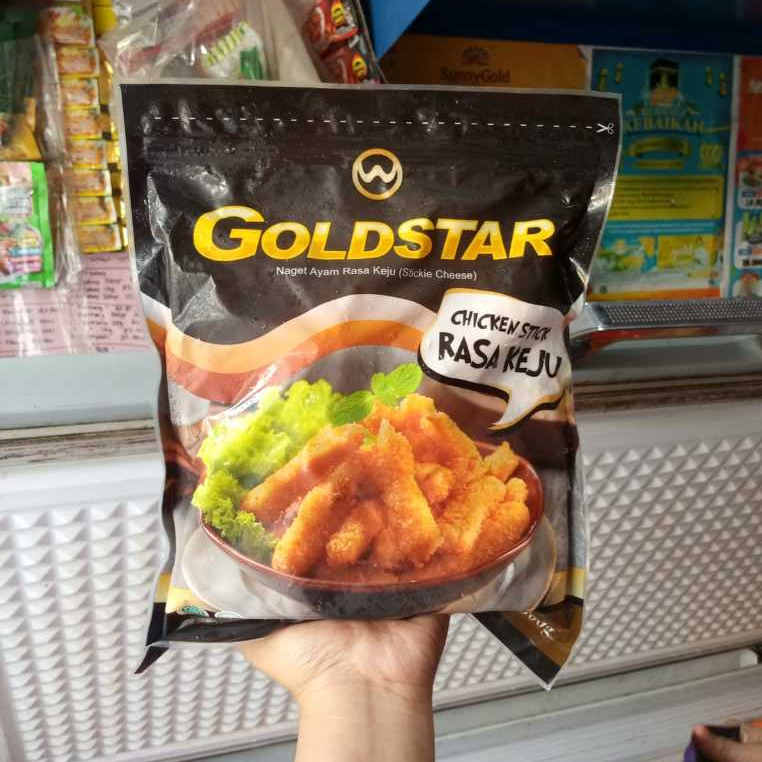 SunnyGold
KEBAIKAN
GOLDSTAR
Naget Ayam Rasa Keju (Stickie Cheese)
CHICKEN STICK
RASA KEJU